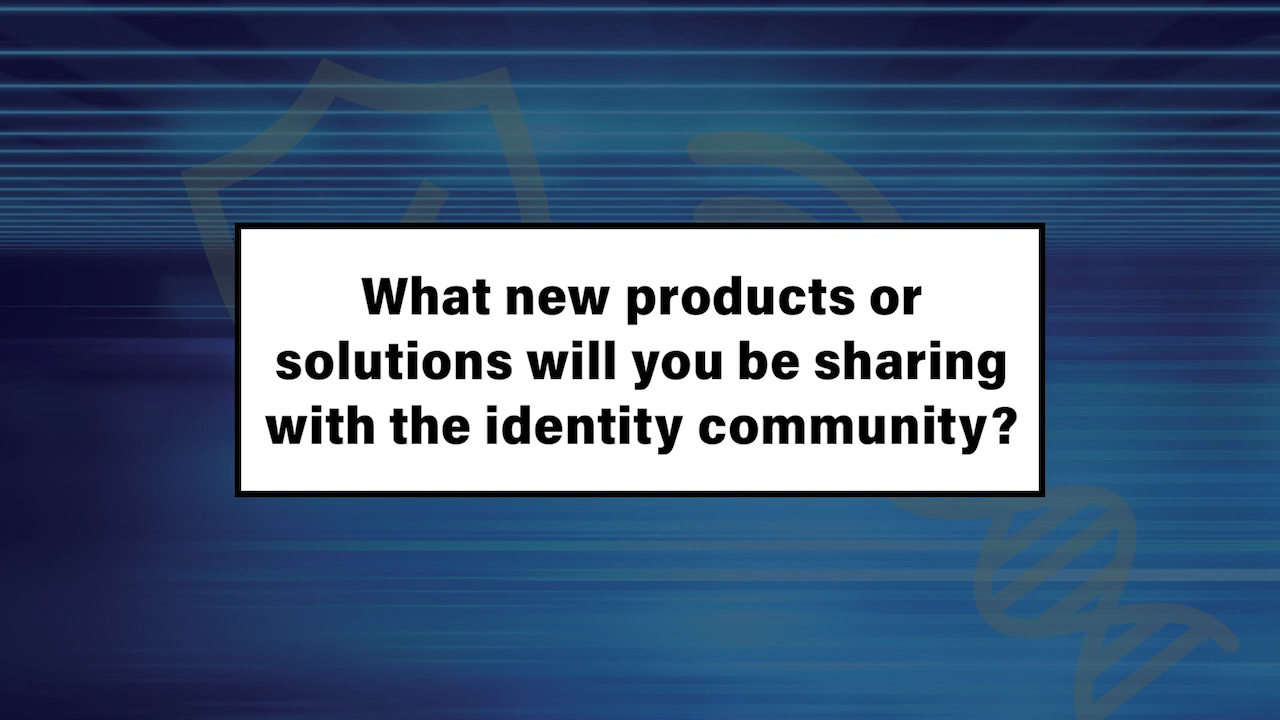 What new products or
solutions will you be sharing
with the identity community?